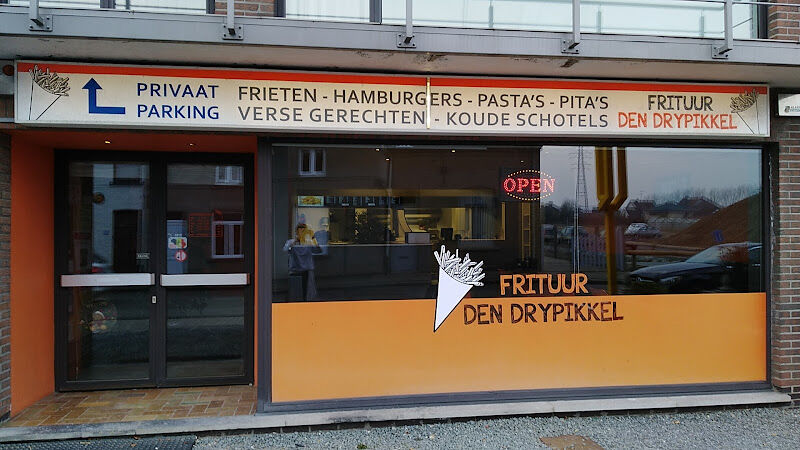 PRIVAAT
PARKING
FRIETEN - HAMBURGERS - PASTA'S - PITA'S
VERSE GERECHTEN - KOUDE SCHOTELS
FRITUUR
DEN DRYPIKKEL
OPEN
FRITUUR
DEN DRYPIKKEL